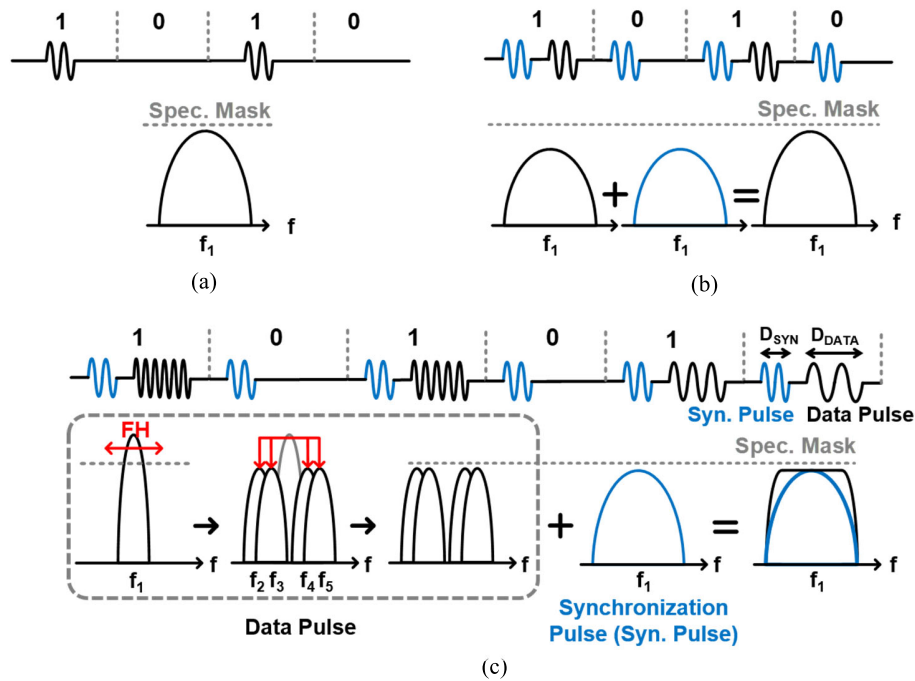 1 0 1 0
Spec. Mask
f
f1
(a)
1 0 1 0
Spec. Mask
+ =
f
f1 f1 f1
(b)
1 0 1 0 1
DSYN DDATA
Syn. Pulse Data Pulse
FH
Spec. Mask
+ =
f f f f f
f1 f2 f3 f4 f5 f1 f1
Data Pulse
Synchronization
Pulse (Syn. Pulse)
(c)